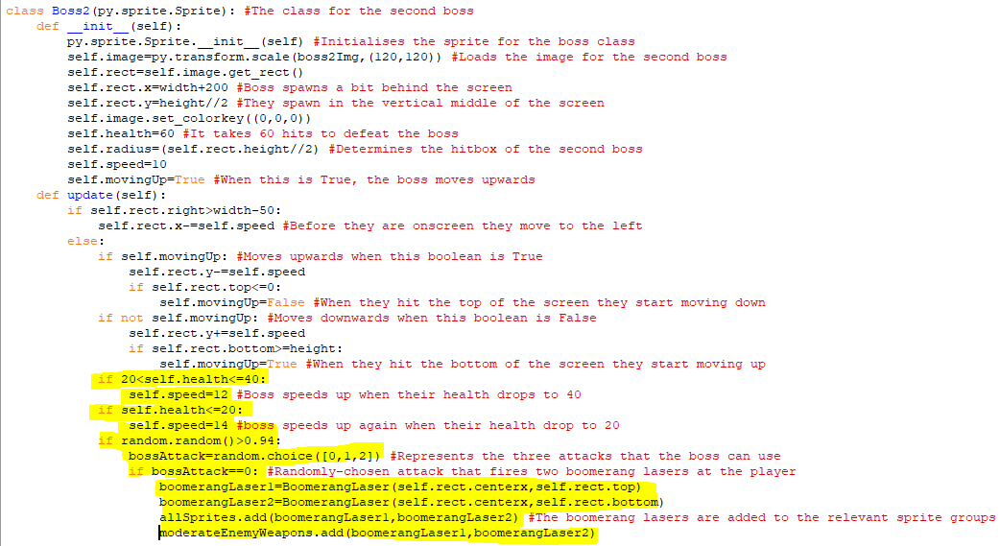 class Boss2(py.sprite.Sprite): #The class for the second boss
    def __init__(self):
        py.sprite.Sprite.__init__(self) #Initialises the sprite for the boss class
        self.image=py.transform.scale(boss2Img,(120,120)) #Loads the image for the second boss
        self.rect=self.image.get_rect()
        self.rect.x=width+200 #Boss spawns a bit behind the screen
        self.rect.y=height//2 #They spawn in the vertical middle of the screen
        self.image.set_colorkey((0,0,0))
        self.health=60 #It takes 60 hits to defeat the boss
        self.radius=(self.rect.height//2) #Determines the hitbox of the second boss
        self.speed=10
        self.movingUp=True #When this is True, the boss moves upwards
    def update(self):
        if self.rect.right>width-50:
            self.rect.x-=self.speed #Before they are onscreen they move to the left
        else:
            if self.movingUp: #Moves upwards when this boolean is True
                self.rect.y-=self.speed
                if self.rect.top<=0:
                    self.movingUp=False #When they hit the top of the screen they start moving down
            if not self.movingUp: #Moves downwards when this boolean is False
                self.rect.y+=self.speed
                if self.rect.bottom>=height:
                    self.movingUp=True #When they hit the bottom of the screen they start moving up
            if 20<self.health<=40:
                self.speed=12 #Boss speeds up when their health drops to 40
            if self.health<=20:
                self.speed=14 #boss speeds up again when their health drop to 20
            if random.random()>0.94:
                bossAttack=random.choice([0,1,2]) #Represents the three attacks that the boss can use
                if bossAttack==0: #Randomly-chosen attack that fires two boomerang lasers at the player
                    boomerangLaser1=BoomerangLaser(self.rect.centerx,self.rect.top)
                    boomerangLaser2=BoomerangLaser(self.rect.centerx,self.rect.bottom)
                    allSprites.add(boomerangLaser1,boomerangLaser2) #The boomerang lasers are added to the relevant sprite groups
                    moderateEnemyWeapons.add(boomerangLaser1,boomerangLaser2)